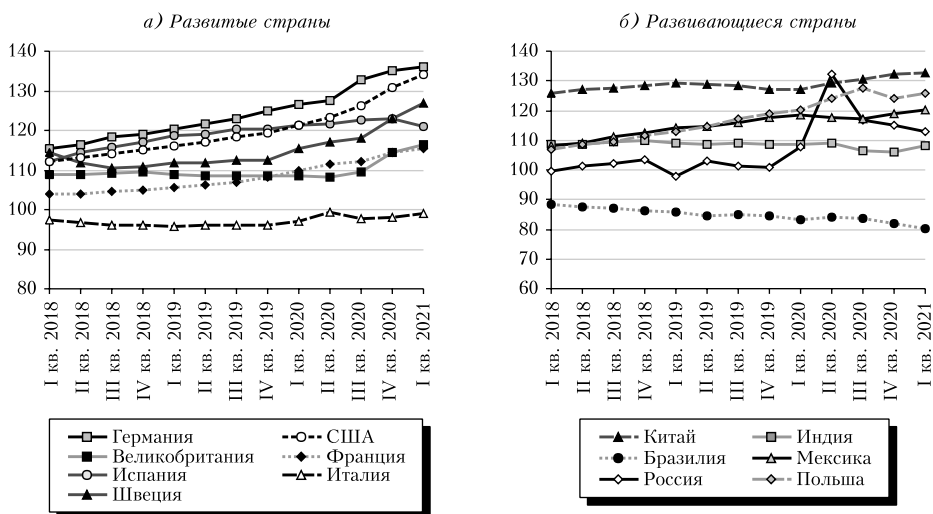 а) Развитые страны
140
130
120
110
100
90
80
I кв. 2018
II кв. 2018
III кв. 2018
IV кв. 2018
I кв. 2019
II кв. 2019
III кв. 2019
IV кв. 2019
I кв. 2020
II кв. 2020
III кв. 2020
IV кв. 2020
I кв. 2021
Германия
США
Великобритания
Франция
Испания
Италия
Швеция
б) Развивающиеся страны
140
130
120
110
100
90
80
70
60
I кв. 2018
II кв. 2018
III кв. 2018
IV кв. 2018
I кв. 2019
II кв. 2019
III кв. 2019
IV кв. 2019
I кв. 2020
II кв. 2020
III кв. 2020
IV кв. 2020
I кв. 2021
Китай
Индия
Бразилия
Мексика
Россия
Польша